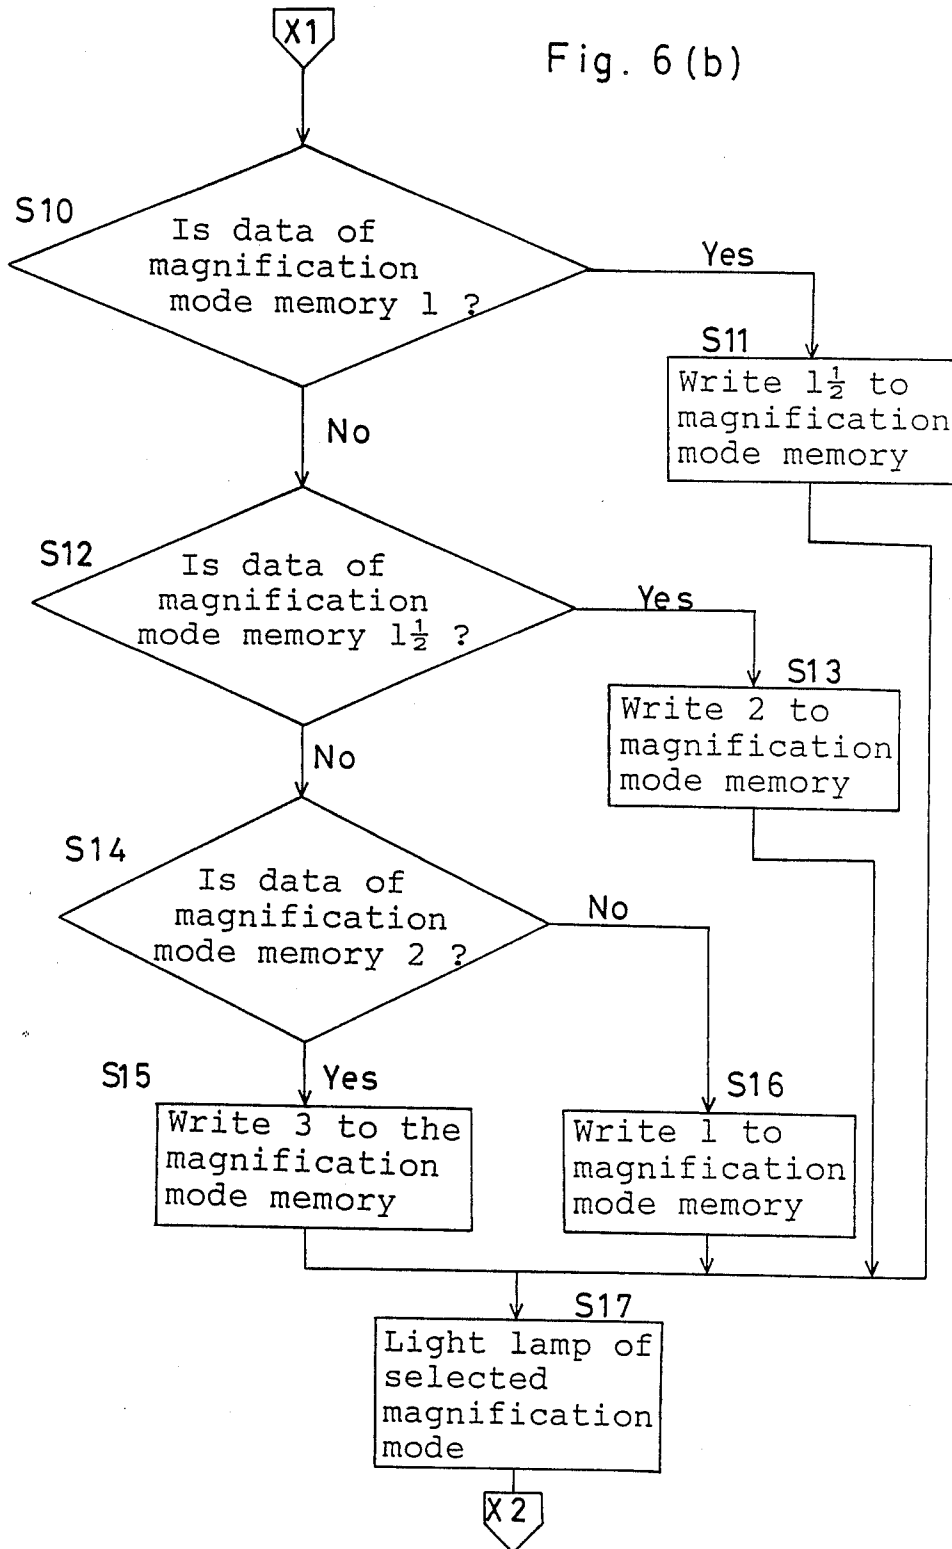 X1
Fig. 6(b)
S10
Is data of
magnification
mode memory 1 ?
Yes
S11
Write 1½ to
magnification
mode memory
No
S12
Is data of
magnification
mode memory 1½ ?
Yes
S13
Write 2 to
magnification
mode memory
No
S14
Is data of
magnification
mode memory 2 ?
No
S15
Yes
Write 3 to the
magnification
mode memory
S16
Write 1 to
magnification
mode memory
S17
Light lamp of
selected
magnification
mode
X2